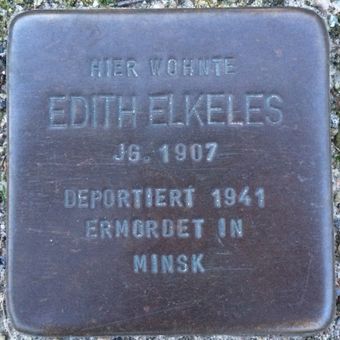 HIER WOHNTE
EDITH ELKELES
JG. 1907
DEPORTIERT 1941
ERMORDET IN
MINSK